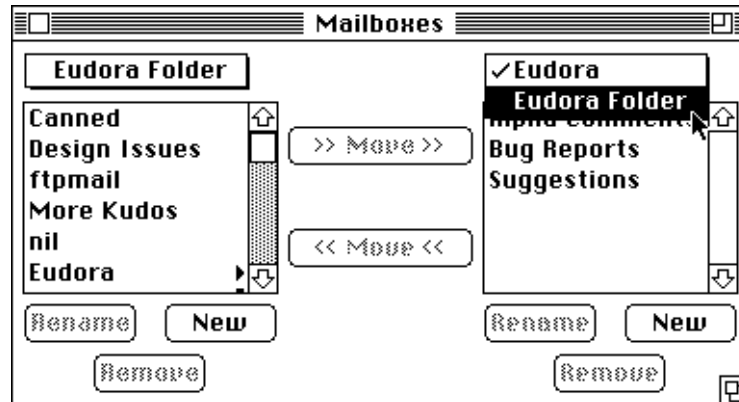 Mailboxes
Eudora Folder
Canned
Design Issues
ftpmail
More Kudos
nil
Eudora
>> Move >>
<< Move <<
✓Eudora
Eudora Folder
Bug Reports
Suggestions
Rename
New
Remove
Rename
New
Remove